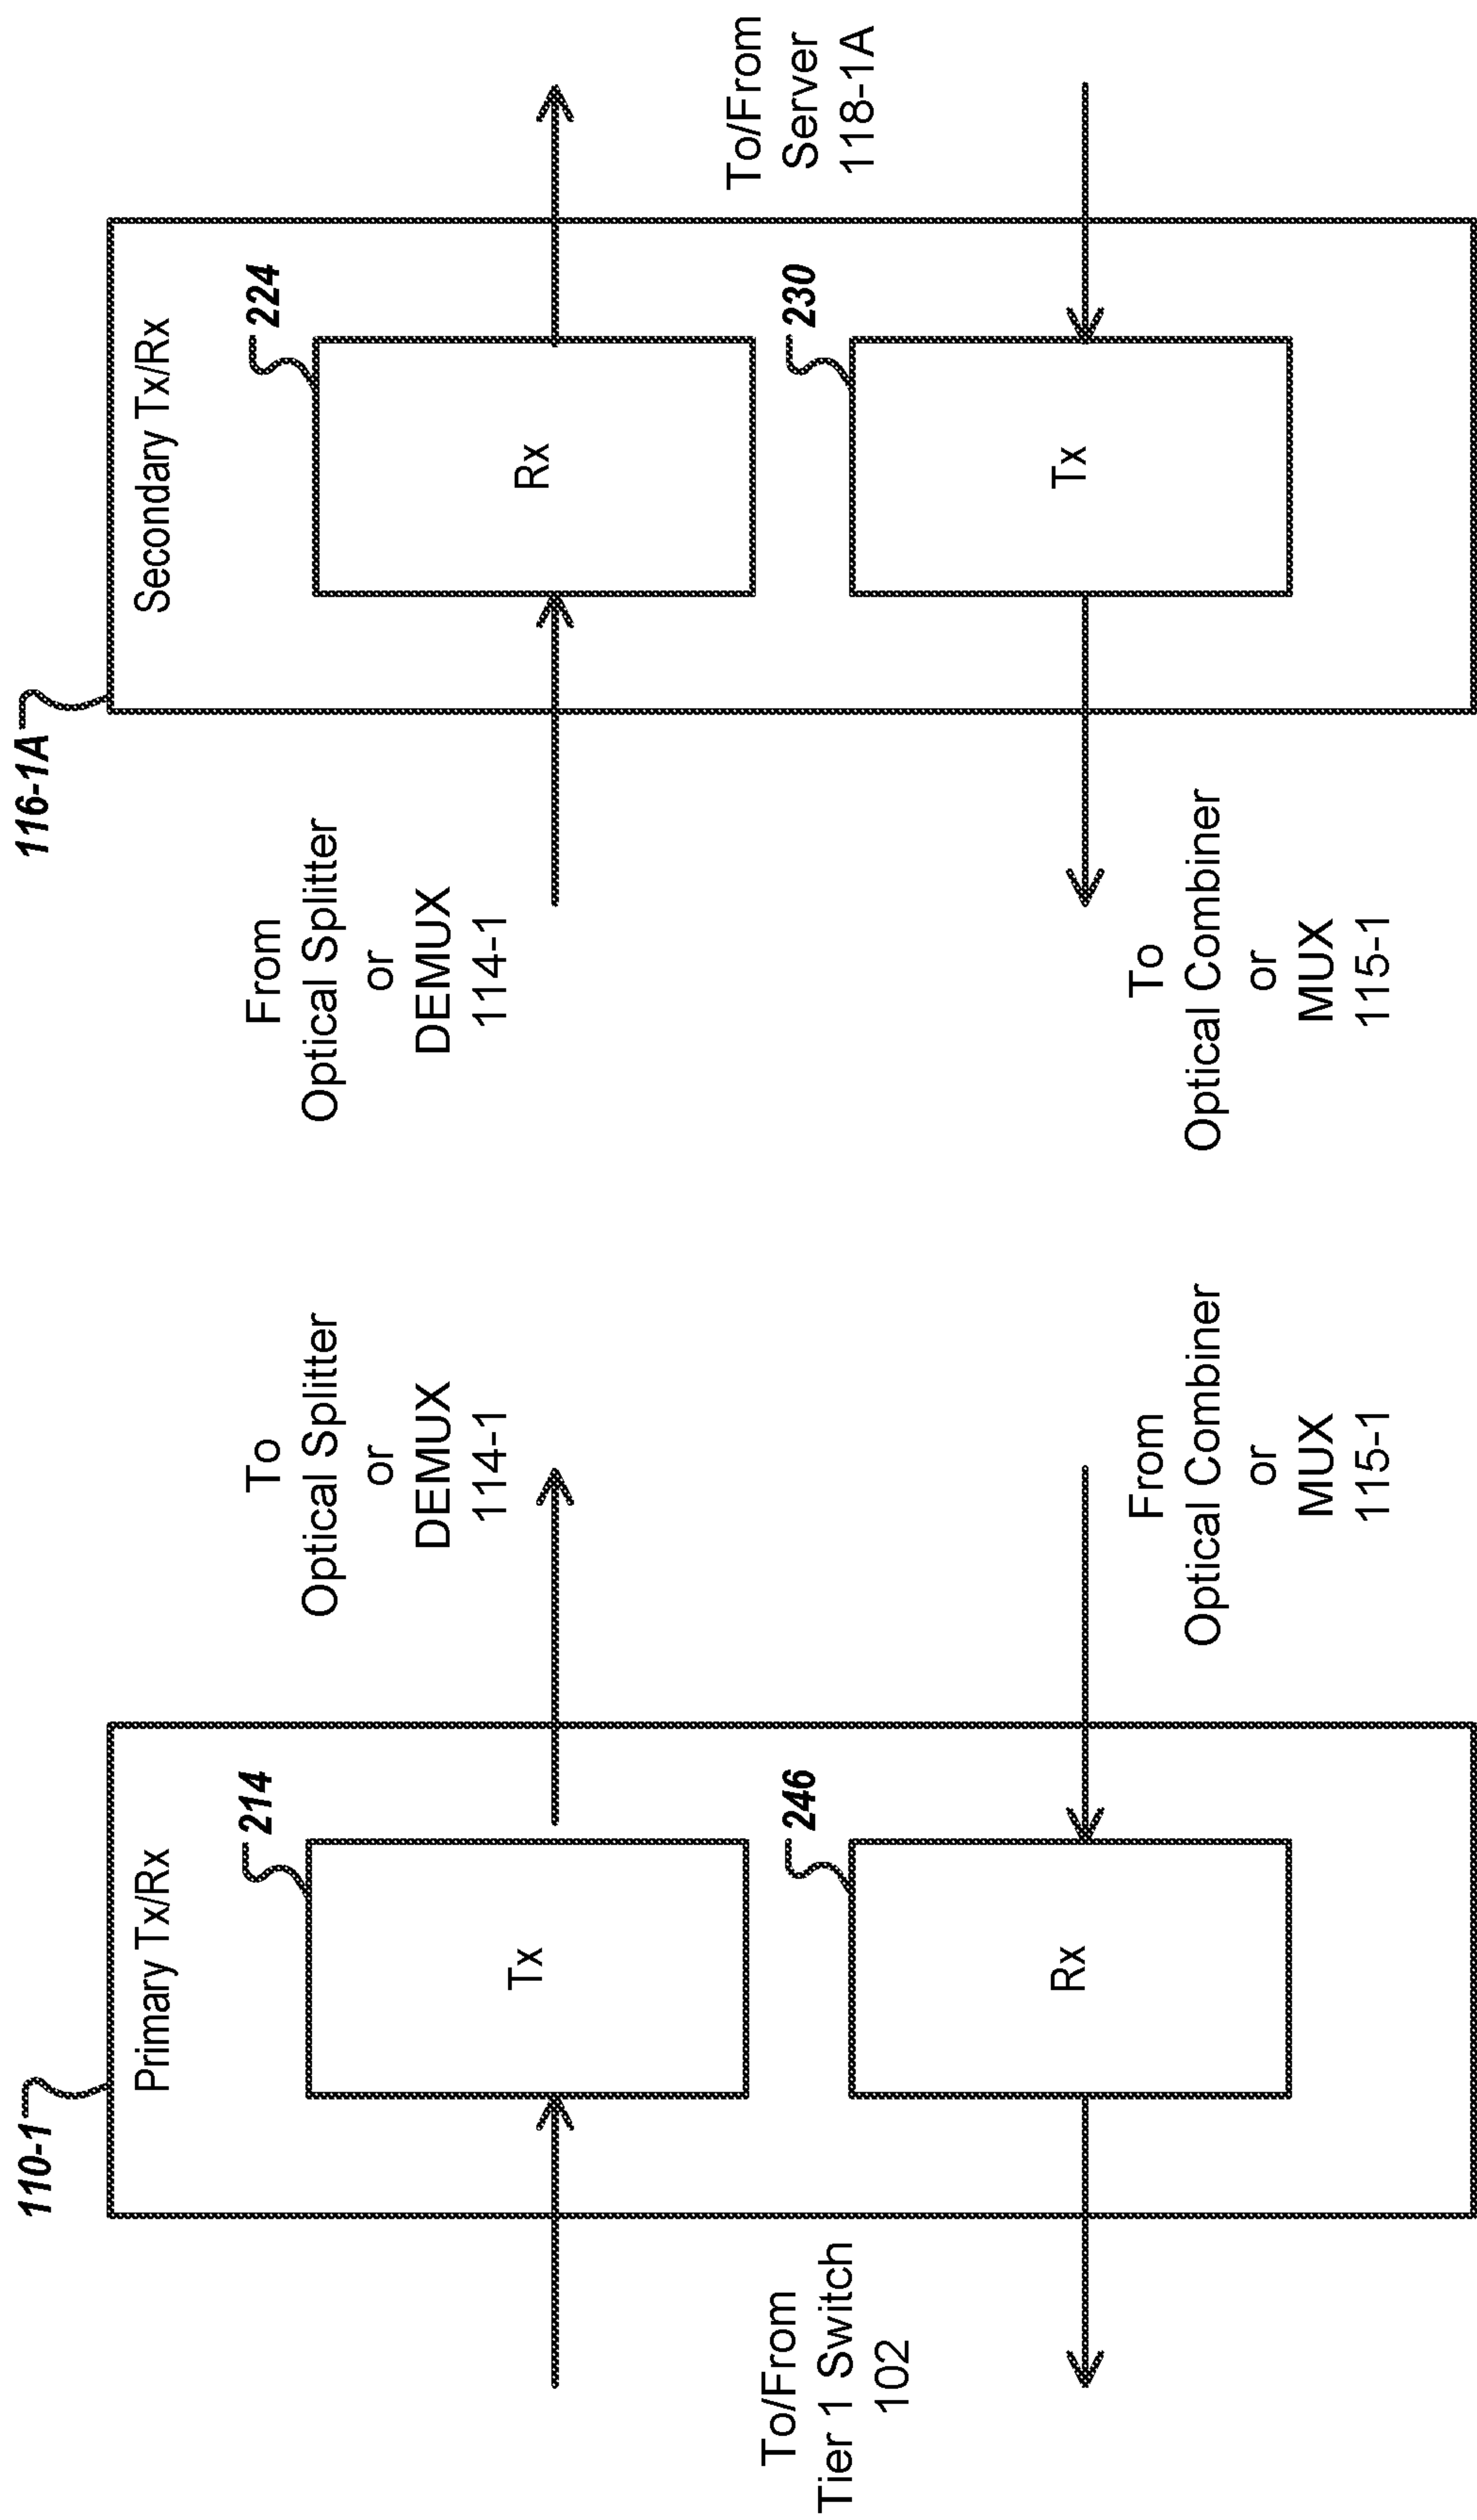 110-1
Primary Tx/Rx
214
Tx
246
Rx
To/From
Tier 1 Switch
102
To
Optical Splitter
or
DEMUX
114-1
From
Optical Combiner
or
MUX
115-1
116-1A
Secondary Tx/Rx
224
Rx
230
Tx
From
Optical Splitter
or
DEMUX
114-1
To
Optical Combiner
or
MUX
115-1
To/From
Server
118-1A